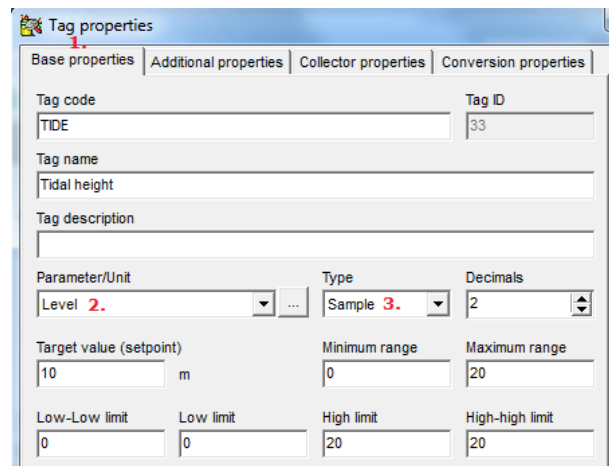 Tag properties
1.
Base properties Additional properties Collector properties Conversion properties
Tag code Tag ID
TIDE 33
Tag name
Tidal height
Tag description
Parameter/Unit Type Decimals
Level 2. ... Sample 3. 2
Target value (setpoint) Minimum range Maximum range
10 m 0 20
Low-Low limit Low limit High limit High-high limit
0 0 20 20